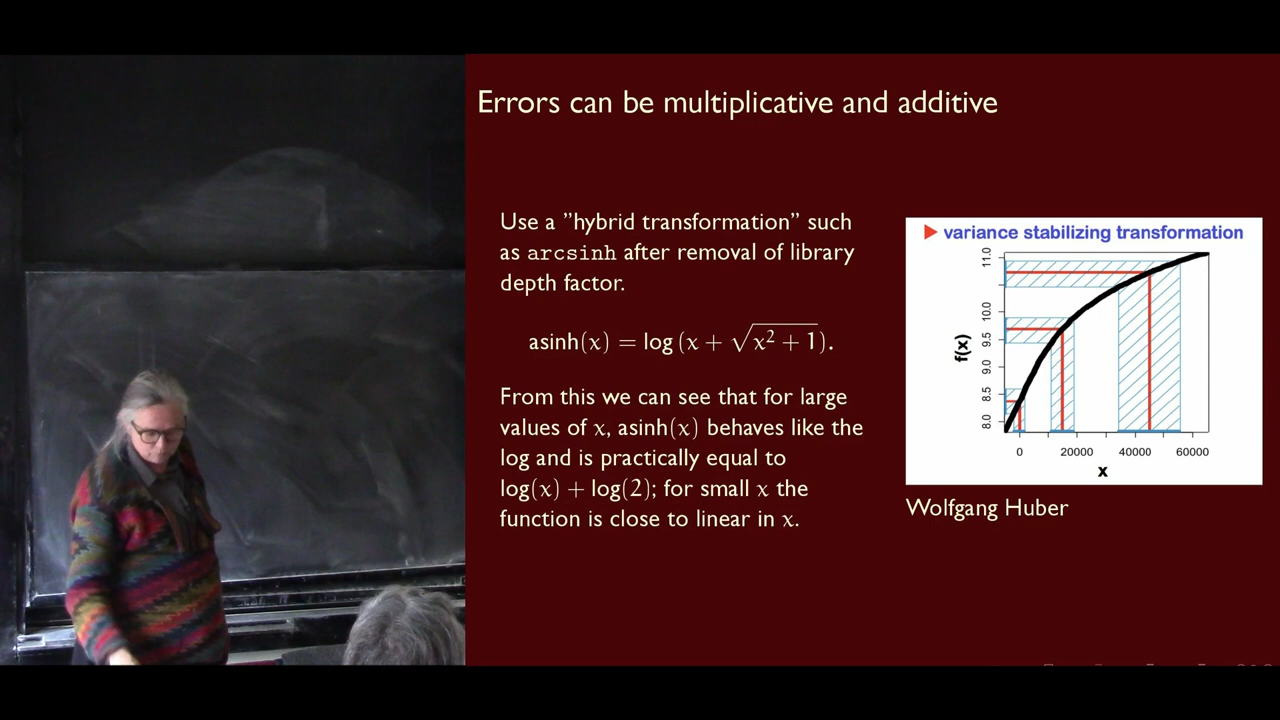 Errors can be multiplicative and additive
Use a ”hybrid transformation” such
as arcsinh after removal of library
depth factor.
asinh(x) = log (x + √x² + 1).
From this we can see that for large
values of x, asinh(x) behaves like the
log and is practically equal to
log(x) + log(2); for small x the
function is close to linear in x.
variance stabilizing transformation
11.0
10.0
9.5
9.0
8.5
8.0
f(x)
0 20000 40000 60000
x
Wolfgang Huber